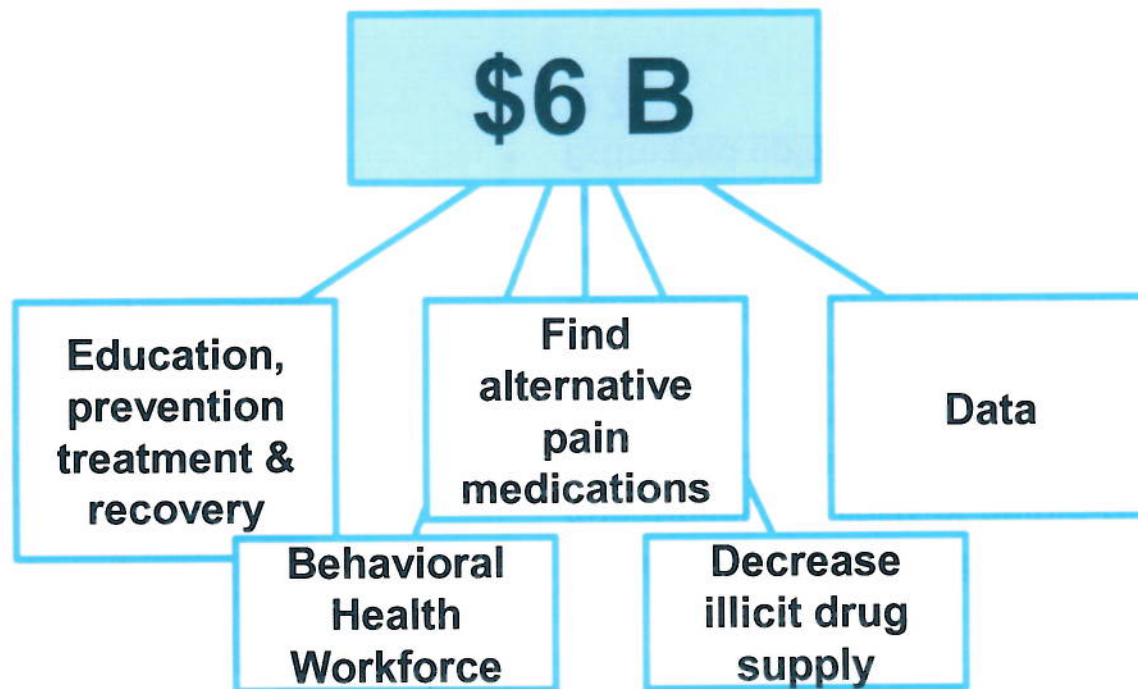 $6 B
Education,
prevention
treatment &
recovery
Find
alternative
pain
medications
Data
Behavioral
Health
Workforce
Decrease
illicit drug
supply